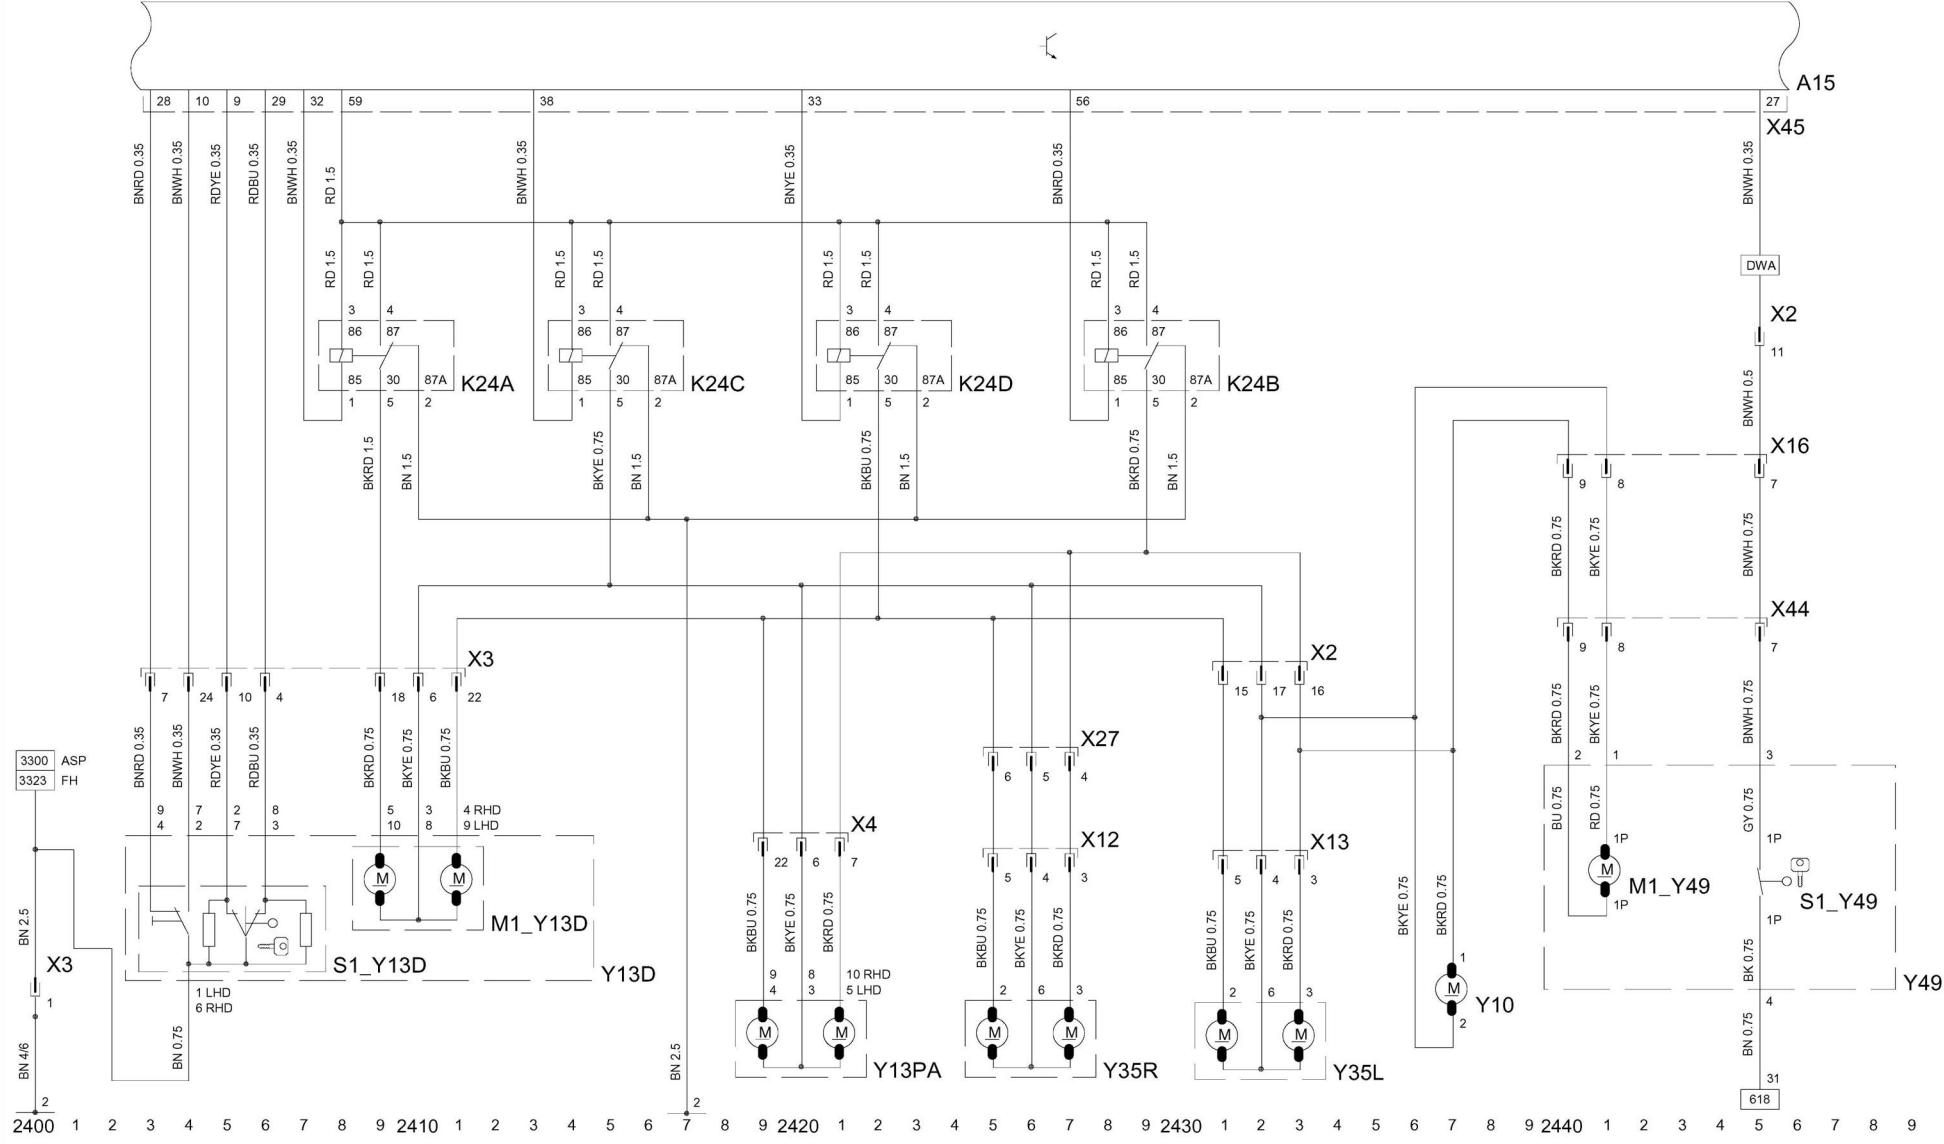 A15
28 10 9 29 32 59 38 33 56 27
X45
BNRD 0.35 BNWH 0.35 RDYE 0.35 RDBU 0.35 BNWH 0.35 RD 1.5 BNWH 0.35 BNYE 0.35 BNRD 0.35 BNWH 0.35
RD 1.5 RD 1.5 RD 1.5 RD 1.5 RD 1.5 RD 1.5 RD 1.5 RD 1.5 DWA
3 4 3 4 3 4 3 4 X2
86 87 86 87 86 87 86 87
11
85 30 87A K24A 85 30 87A K24C 85 30 87A K24D 85 30 87A K24B
1 5 2 1 5 2 1 5 2 1 5 2 BNWH 0.5
X16
BKRD 1.5 BN 1.5 BKYE 0.75 BN 1.5 BKBU 0.75 BN 1.5 BKRD 0.75 BN 1.5
9 8 7
BKRD 0.75 BKYE 0.75 BNWH 0.75
X44
9 8 7
X3 X2
7 24 10 4 18 6 22 15 17 16
BNRD 0.35 BNWH 0.35 RDYE 0.35 RDBU 0.35 BKRD 0.75 BKYE 0.75 BKBU 0.75 BKRD 0.75 BKYE 0.75 BNWH 0.75
X27
6 5 4
2 1 3
3300 ASP
3323 FH
9 7 2 8 5 3 4 RHD
4 2 7 3 10 8 9 LHD
BU 0.75 RD 0.75 GY 0.75
X4 X12 X13
1P 1P
22 6 7 5 4 3 5 4 3
M M M
M1_Y49 S1_Y49
1P 1P
BN 2.5 M1_Y13D
BKBU 0.75 BKYE 0.75 BKRD 0.75 BKBU 0.75 BKYE 0.75 BKRD 0.75 BKBU 0.75 BKYE 0.75 BKRD 0.75 BKYE 0.75 BKRD 0.75 BK 0.75
X3 S1_Y13D Y13D
1
9 8 10 RHD
4 3 5 LHD
1
M Y10
2
Y49
1 LHD
6 RHD
2 6 3 2 6 3
4
M M M M M M
BN 4/6 BN 0.75 BN 2.5 BN 0.75
Y13PA Y35R Y35L
31
618
2 2
2400 1 2 3 4 5 6 7 8 9 2410 1 2 3 4 5 6 7 8 9 2420 1 2 3 4 5 6 7 8 9 2430 1 2 3 4 5 6 7 8 9 2440 1 2 3 4 5 6 7 8 9